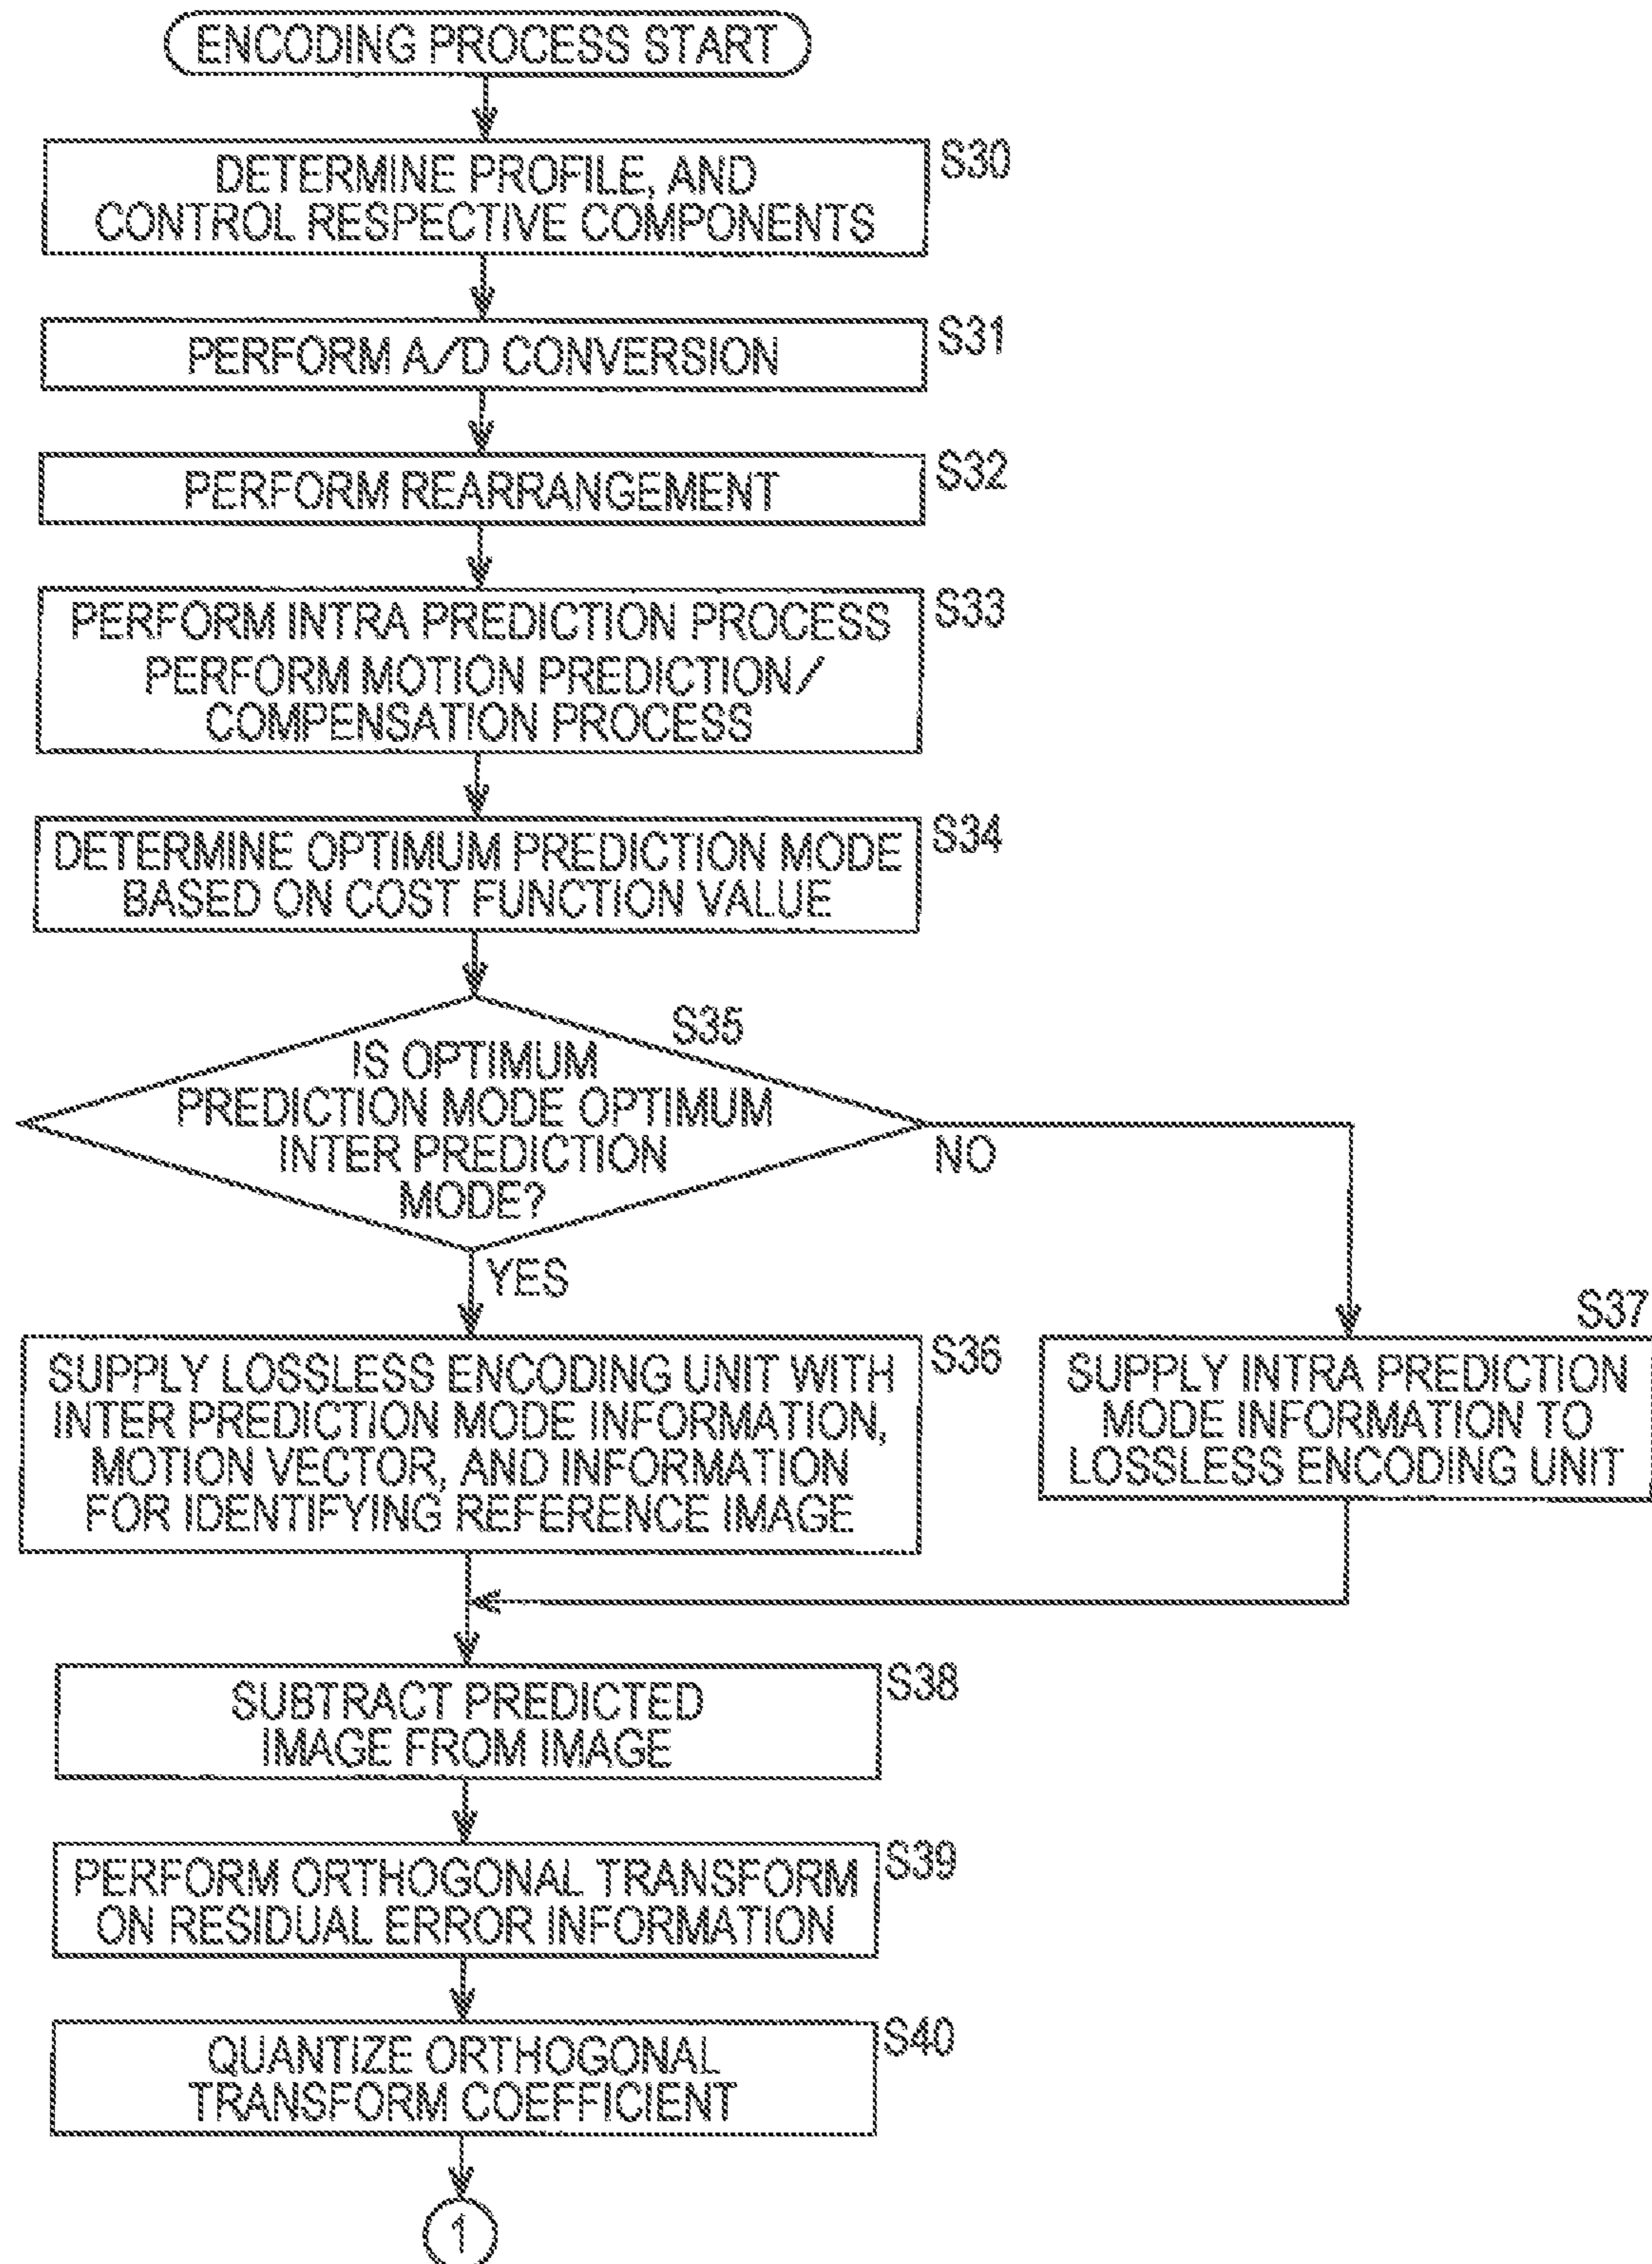 ENCODING PROCESS START
S30
DETERMINE PROFILE, AND
CONTROL RESPECTIVE COMPONENTS
S31
PERFORM A/D CONVERSION
S32
PERFORM REARRANGEMENT
S33
PERFORM INTRA PREDICTION PROCESS
PERFORM MOTION PREDICTION/
COMPENSATION PROCESS
S34
DETERMINE OPTIMUM PREDICTION MODE
BASED ON COST FUNCTION VALUE
S35
IS OPTIMUM
PREDICTION MODE OPTIMUM
INTER PREDICTION
MODE?
NO
YES
S36
SUPPLY LOSSLESS ENCODING UNIT WITH
INTER PREDICTION MODE INFORMATION,
MOTION VECTOR, AND INFORMATION
FOR IDENTIFYING REFERENCE IMAGE
S37
SUPPLY INTRA PREDICTION
MODE INFORMATION TO
LOSSLESS ENCODING UNIT
S38
SUBTRACT PREDICTED
IMAGE FROM IMAGE
S39
PERFORM ORTHOGONAL TRANSFORM
ON RESIDUAL ERROR INFORMATION
S40
QUANTIZE ORTHOGONAL
TRANSFORM COEFFICIENT
1